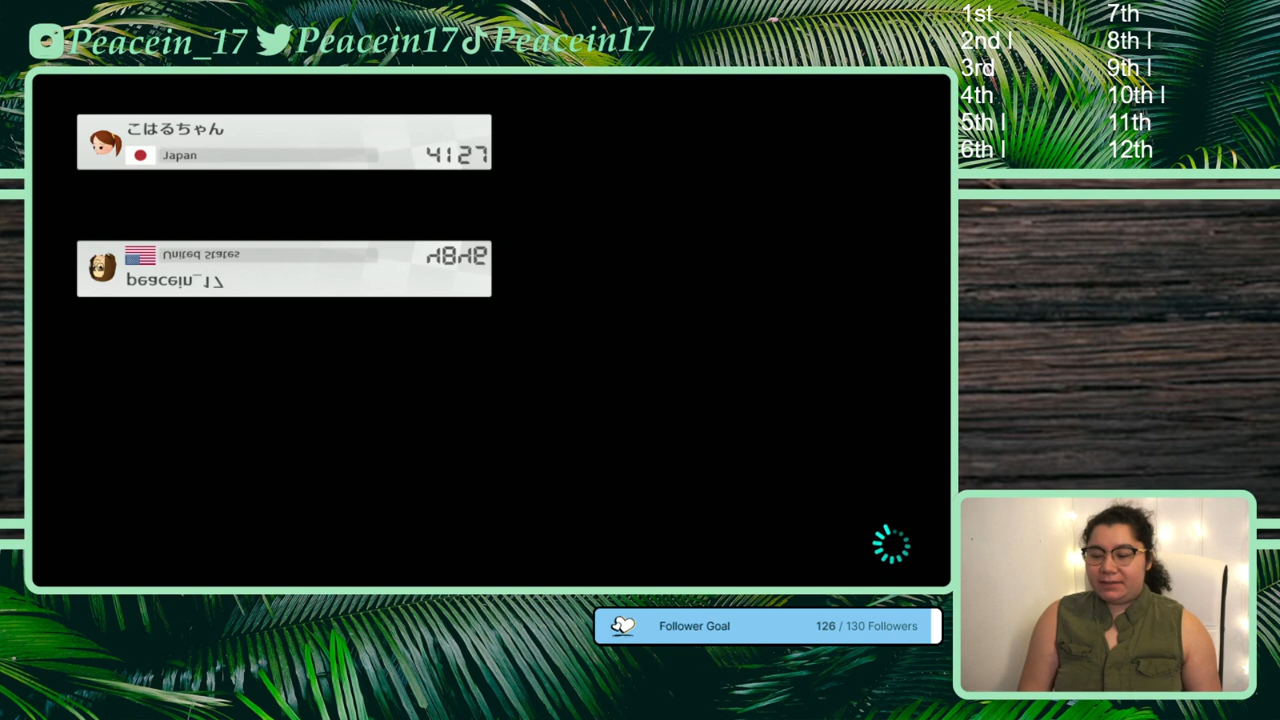 Peacein_17 Peacein17 Peacein17
1st
2nd l
3rd
4th
5th l
6th l
7th
8th l
9th l
10th l
11th
12th
こはるちゃん
Japan 4127
United States 4846
peacein_17
Follower Goal 126 / 130 Followers